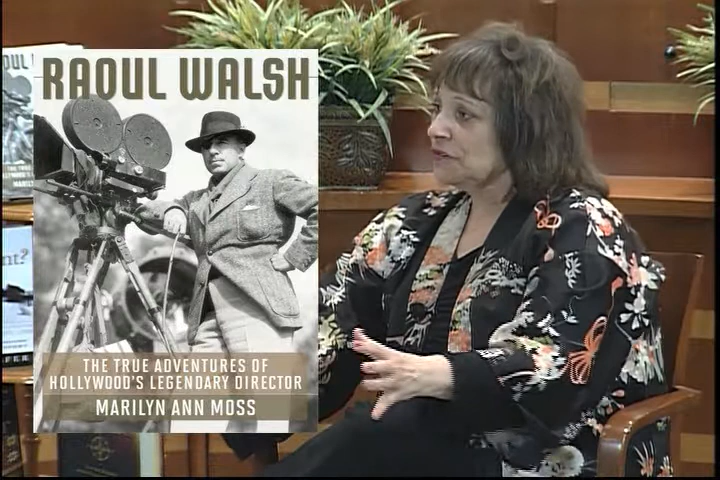 RAOUL WALSH
THE TRUE ADVENTURES OF
HOLLYWOOD'S LEGENDARY DIRECTOR
MARILYN ANN MOSS